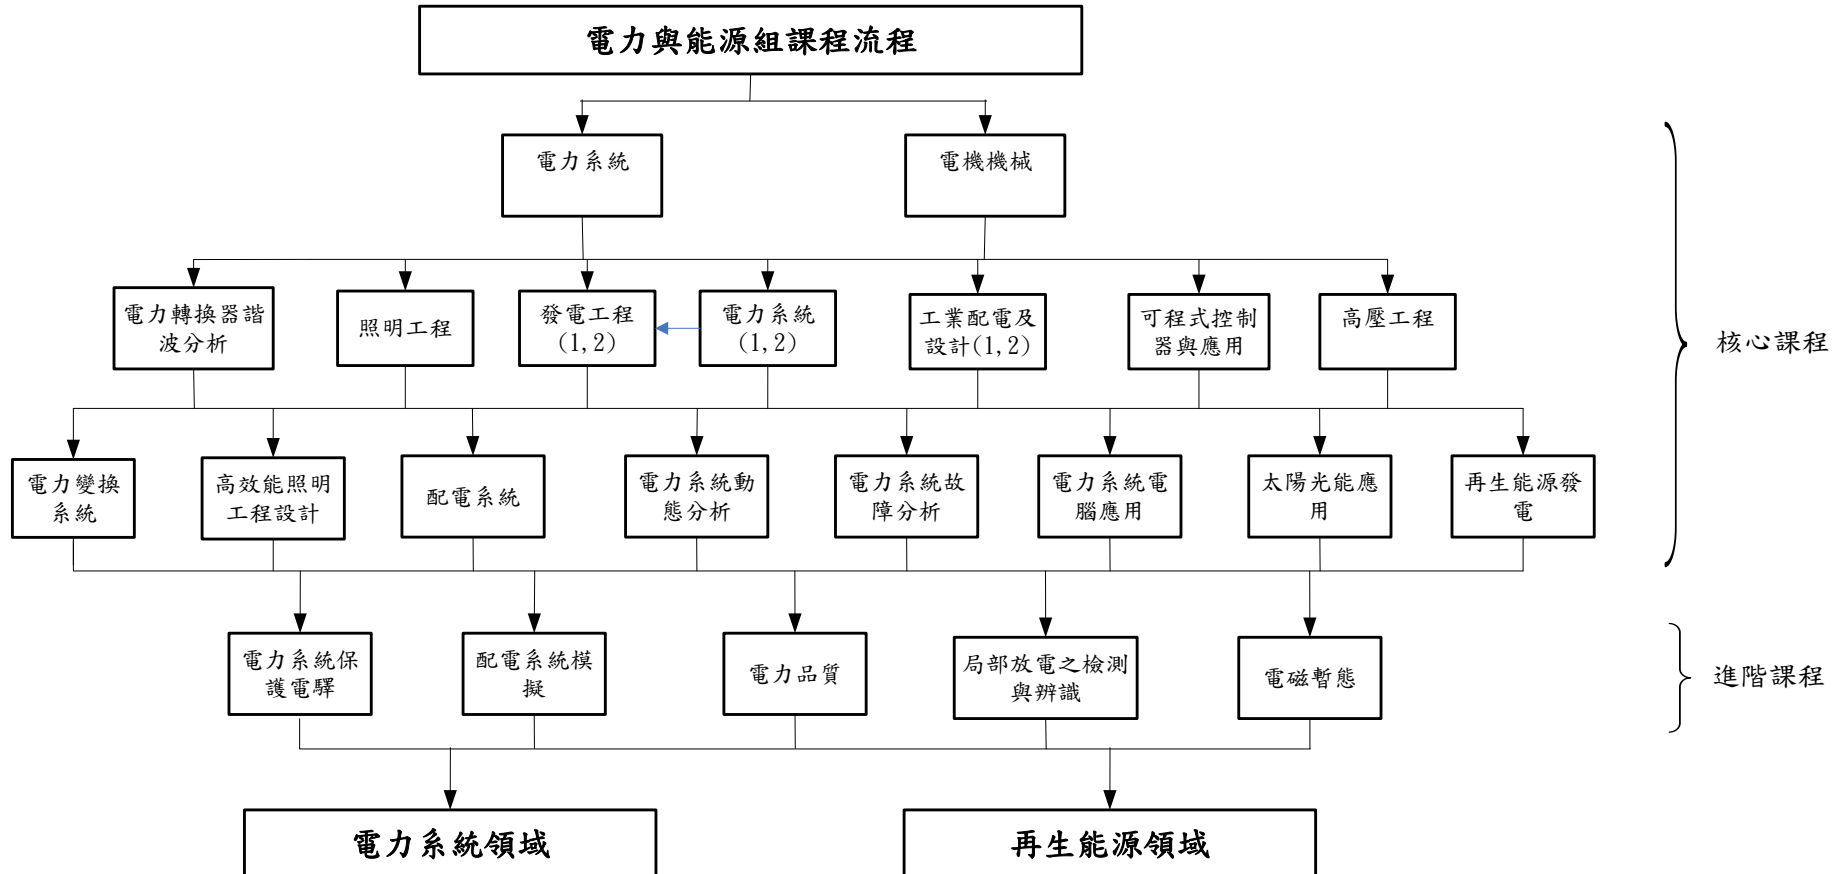 電力與能源組課程流程
電力系統
電機機械
電力轉換器諧
波分析
照明工程
發電工程
(1,2)
電力系統
(1,2)
工業配電及
設計(1,2)
可程式控制
器與應用
高壓工程
核心課程
電力變換
系統
高效能照明
工程設計
配電系統
電力系統動
態分析
電力系統故
障分析
電力系統電
腦應用
太陽光能應
用
再生能源發
電
電力系統保
護電驛
配電系統模
擬
電力品質
局部放電之檢測
與辨識
電磁暫態
進階課程
電力系統領域
再生能源領域